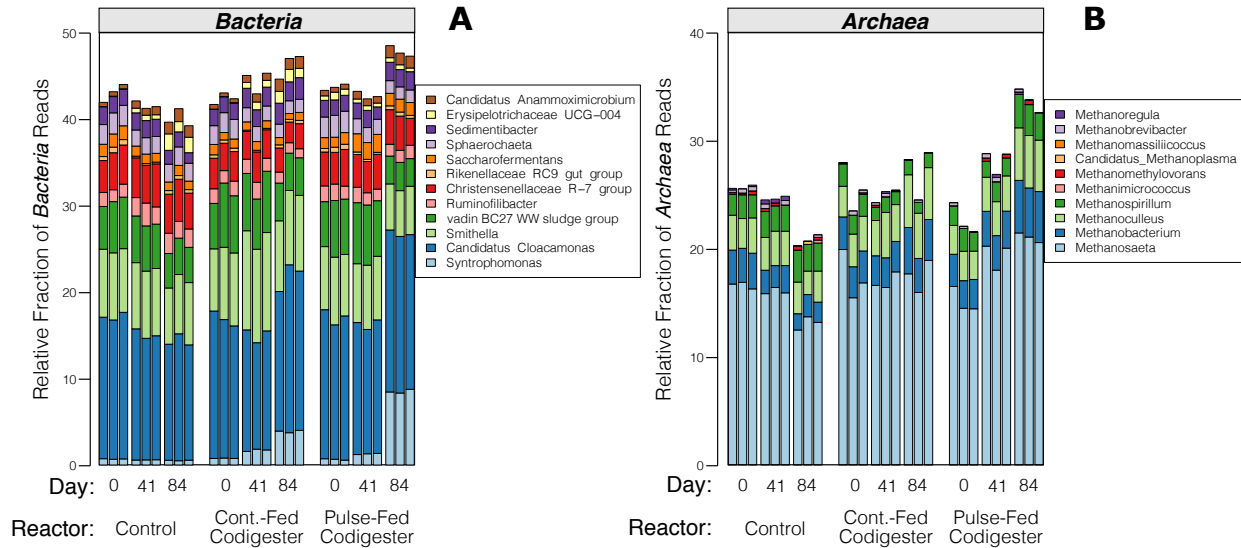 Bacteria
A
Relative Fraction of Bacteria Reads
50
40
30
20
10
0
Candidatus Anammoximicrobium
Erysipelotrichaceae UCG-004
Sedimentibacter
Sphaerochaeta
Saccharofermentans
Rikenellaceae RC9 gut group
Christensenellaceae R-7 group
Ruminofilibacter
vadin BC27 WW sludge group
Smithella
Candidatus Cloacamonas
Syntrophomonas
Day:
0 41 84 0 41 84 0 41 84
Reactor:
Control
Cont.-Fed
Codigester
Pulse-Fed
Codigester
Archaea
B
Relative Fraction of Archaea Reads
40
30
20
10
0
Methanoregula
Methanobrevibacter
Methanomassiliicoccus
Candidatus_Methanoplasma
Methanomethylovorans
Methanimicrococcus
Methanospirillum
Methanoculleus
Methanobacterium
Methanosaeta
Day:
0 41 84 0 41 84 0 41 84
Reactor:
Control
Cont.-Fed
Codigester
Pulse-Fed
Codigester